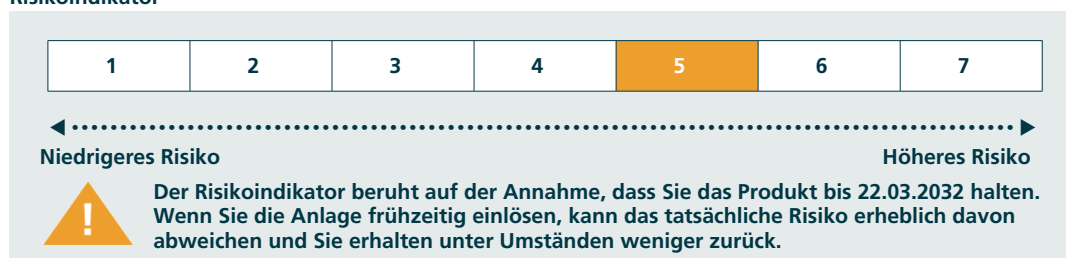 Risikoindikator
1 2 3 4 5 6 7
Niedrigeres Risiko Höheres Risiko
! Der Risikoindikator beruht auf der Annahme, dass Sie das Produkt bis 22.03.2032 halten.
Wenn Sie die Anlage frühzeitig einlösen, kann das tatsächliche Risiko erheblich davon
abweichen und Sie erhalten unter Umständen weniger zurück.